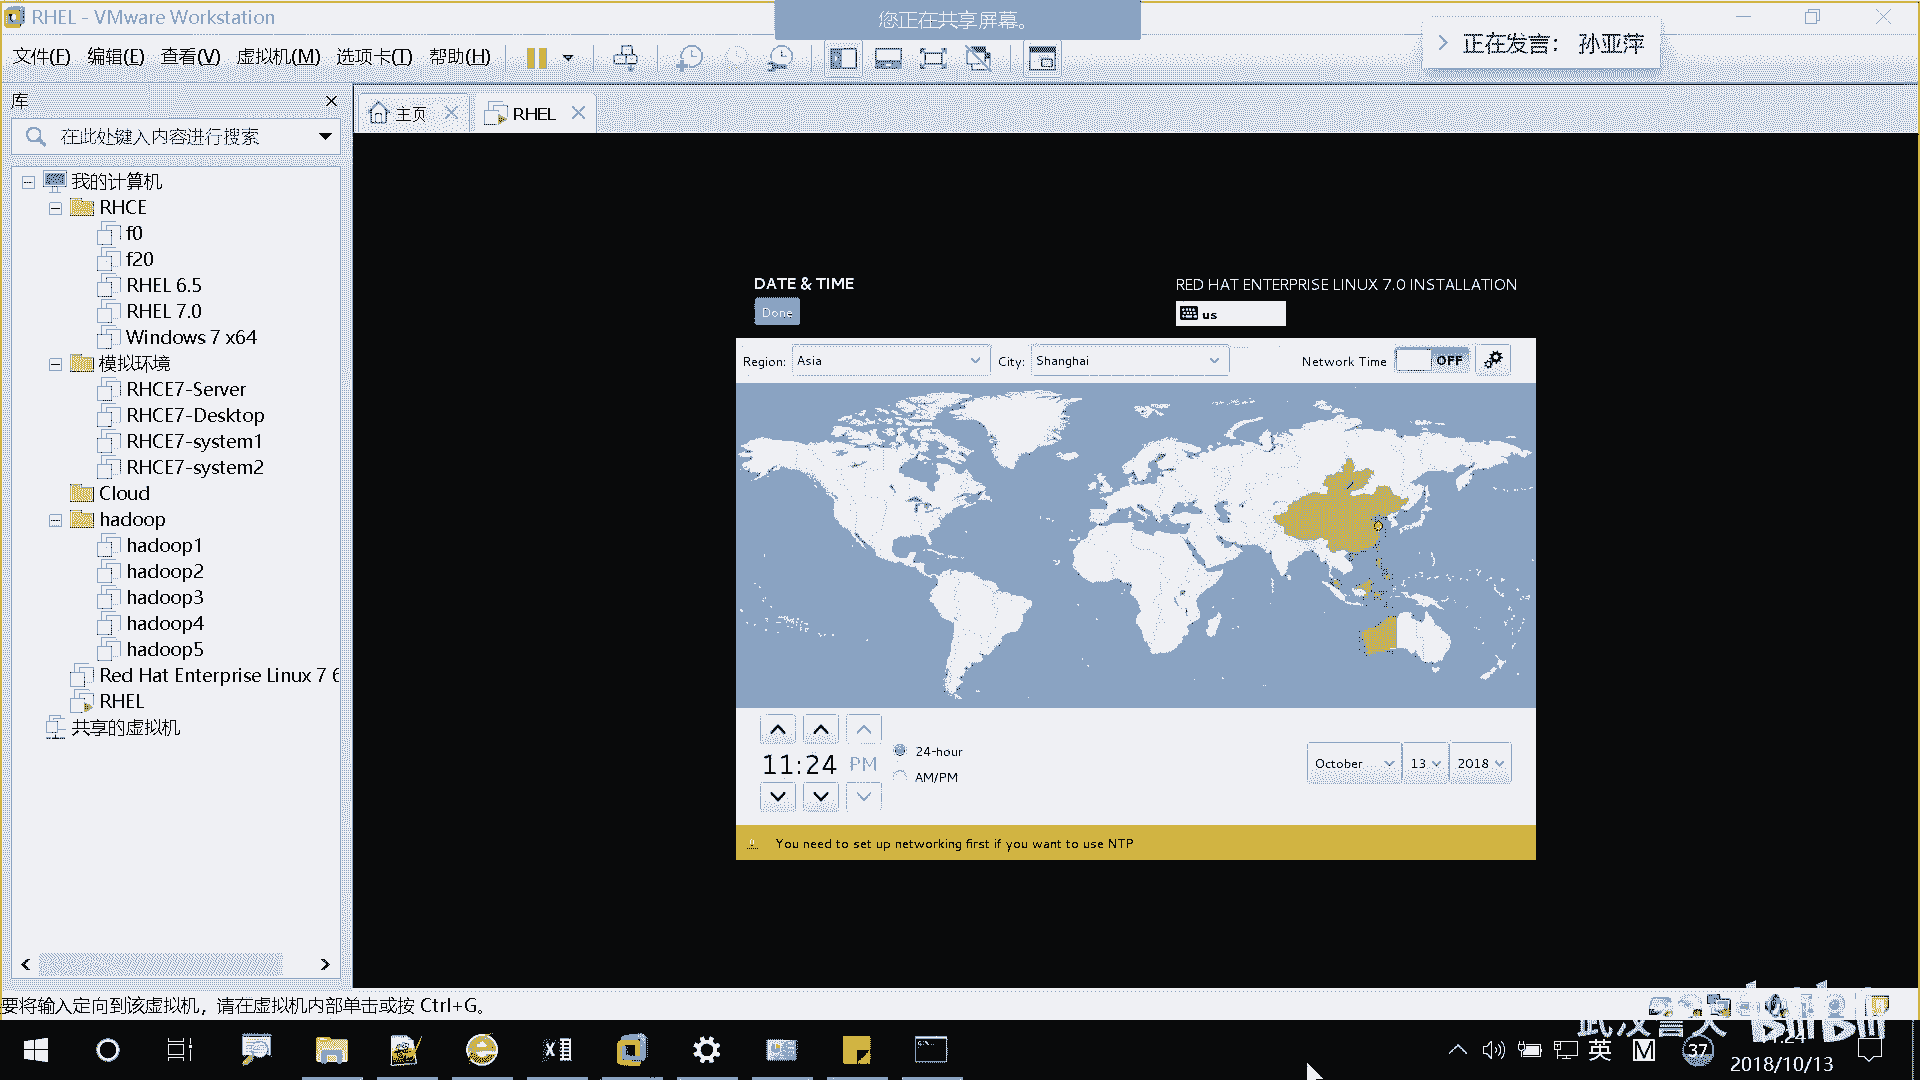 RHEL - VMware Workstation
您正在共享屏幕。
正在发言： 孙亚萍
文件(F) 编辑(E) 查看(V) 虚拟机(M) 选项卡(T) 帮助(H)
库
主页
RHEL
在此处键入内容进行搜索
我的计算机
RHCE
f0
f20
RHEL 6.5
RHEL 7.0
Windows 7 x64
模拟环境
RHCE7-Server
RHCE7-Desktop
RHCE7-system1
RHCE7-system2
Cloud
hadoop
hadoop1
hadoop2
hadoop3
hadoop4
hadoop5
Red Hat Enterprise Linux 7 6
RHEL
共享的虚拟机
DATE & TIME
RED HAT ENTERPRISE LINUX 7.0 INSTALLATION
Done
us
Region: Asia City: Shanghai Network Time OFF
11:24 PM
24-hour
AM/PM
October 13 2018
You need to set up networking first if you want to use NTP
要将输入定向到该虚拟机，请在虚拟机内部单击或按 Ctrl+G。
英 M 37
2018/10/13
bilibili